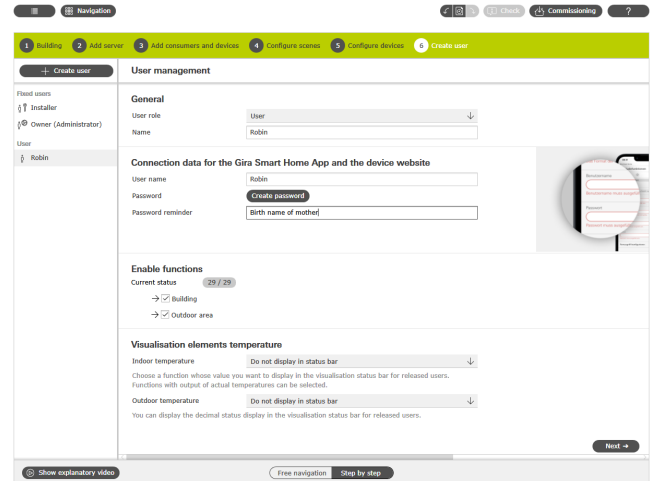 Navigation
Check
Commissioning
?
1 Building
2 Add server
3 Add consumers and devices
4 Configure scenes
5 Configure devices
6 Create user
+ Create user
User management
Fixed users
Installer
Owner (Administrator)
User
Robin
General
User role
User
Name
Robin
Connection data for the Gira Smart Home App and the device website
User name
Robin
Password
Create password
Password reminder
Birth name of mother
Benutzername
Passwort
Enable functions
Current status
29 / 29
Building
Outdoor area
Visualisation elements temperature
Indoor temperature
Do not display in status bar
Choose a function whose value you want to display in the visualisation status bar for released users.
Functions with output of actual temperatures can be selected.
Outdoor temperature
Do not display in status bar
You can display the decimal status display in the visualisation status bar for released users.
Next →
Show explanatory video
Free navigation
Step by step